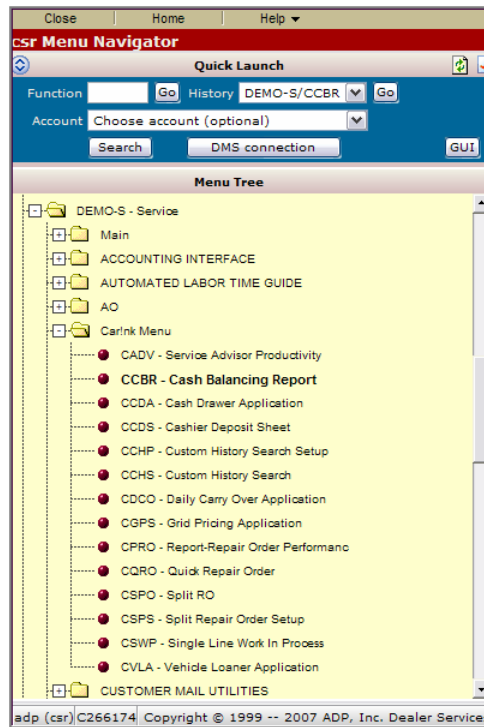 Close Home Help
csr Menu Navigator
Quick Launch
Function Go History DEMO-S/CCBR Go
Account Choose account (optional)
Search DMS connection GUI
Menu Tree
DEMO-S - Service
Main
ACCOUNTING INTERFACE
AUTOMATED LABOR TIME GUIDE
AO
Car!nk Menu
CADV - Service Advisor Productivity
CCBR - Cash Balancing Report
CCDA - Cash Drawer Application
CCDS - Cashier Deposit Sheet
CCHP - Custom History Search Setup
CCHS - Custom History Search
CDCO - Daily Carry Over Application
CGPS - Grid Pricing Application
CPRO - Report-Repair Order Performanc
CQRO - Quick Repair Order
CSPO - Split RO
CSPS - Split Repair Order Setup
CSWP - Single Line Work In Process
CVLA - Vehicle Loaner Application
CUSTOMER MAIL UTILITIES
adp (csr) C266174 Copyright © 1999 -- 2007 ADP, Inc. Dealer Service